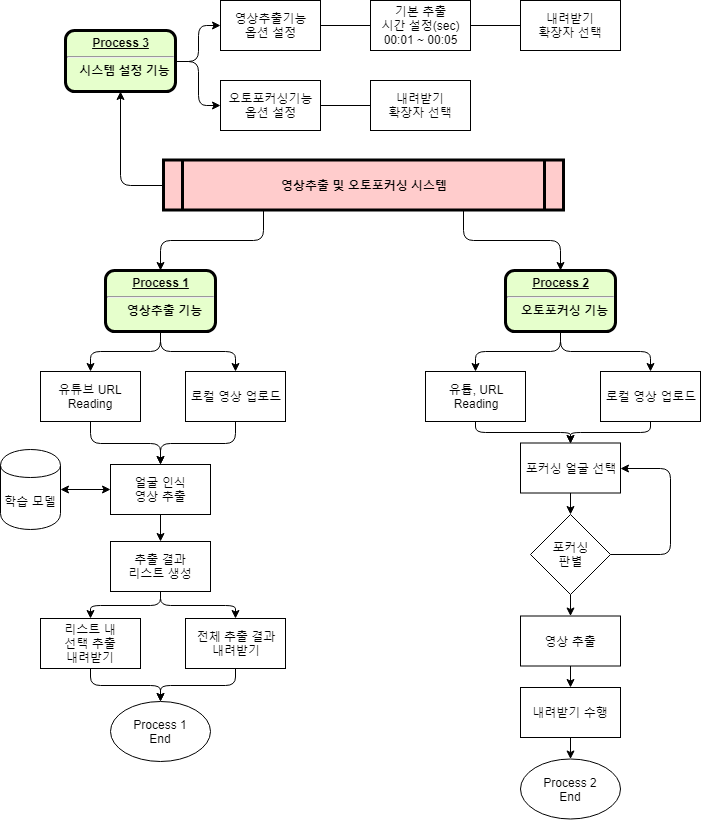 Process 3
시스템 설정 기능
영상추출기능
옵션 설정
기본 추출
시간 설정(sec)
00:01 ~ 00:05
내려받기
확장자 선택
오토포커싱기능
옵션 설정
내려받기
확장자 선택
영상추출 및 오토포커싱 시스템
Process 1
영상추출 기능
유튜브 URL
Reading
로컬 영상 업로드
학습 모델
얼굴 인식
영상 추출
추출 결과
리스트 생성
리스트 내
선택 추출
내려받기
전체 추출 결과
내려받기
Process 1
End
Process 2
오토포커싱 기능
유튭, URL
Reading
로컬 영상 업로드
포커싱 얼굴 선택
포커싱
판별
영상 추출
내려받기 수행
Process 2
End